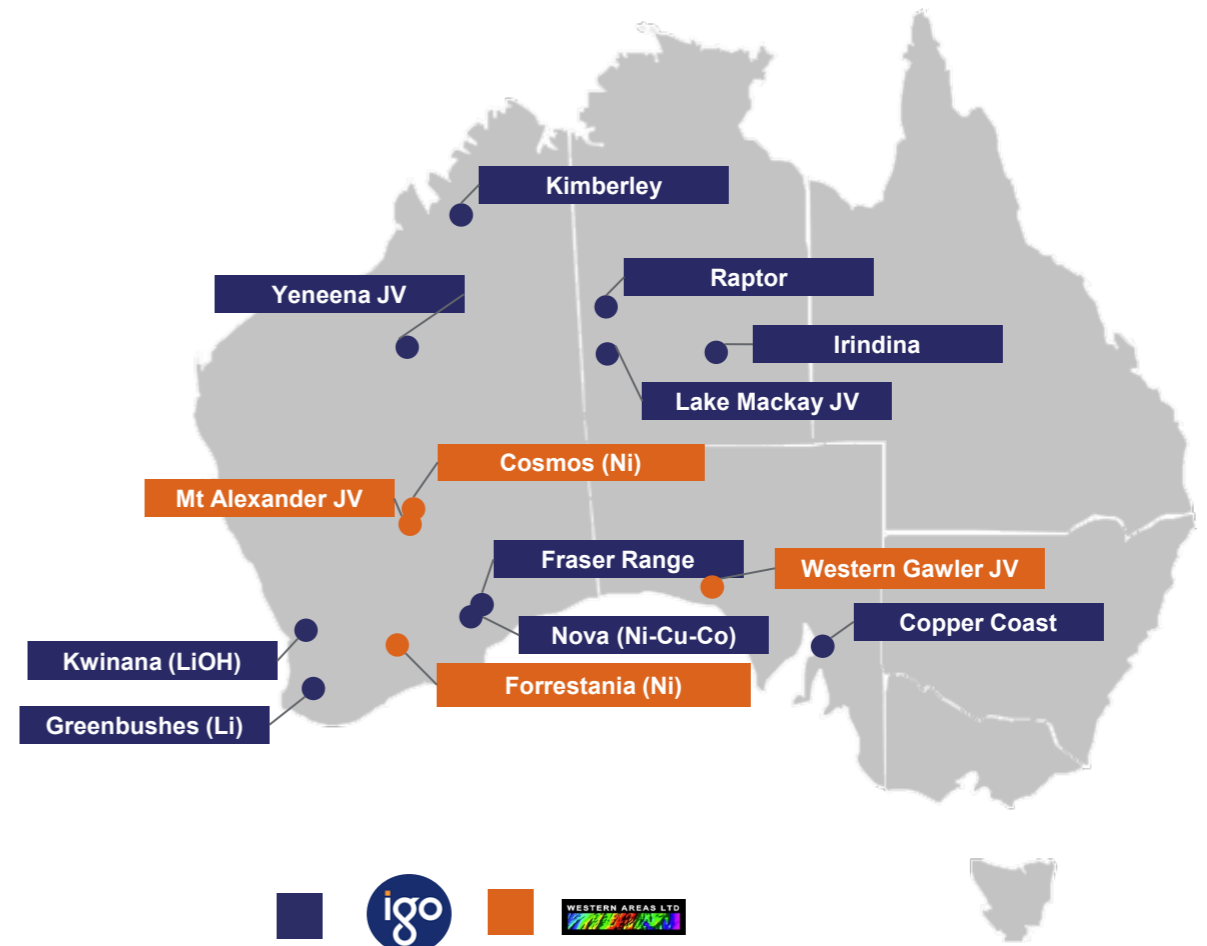 Kimberley
Raptor
Yeneena JV
Irindina
Lake Mackay JV
Cosmos (Ni)
Mt Alexander JV
Fraser Range
Western Gawler JV
Copper Coast
Nova (Ni-Cu-Co)
Kwinana (LiOH)
Forrestania (Ni)
Greenbushes (Li)
igo
WESTERN AREAS LTD